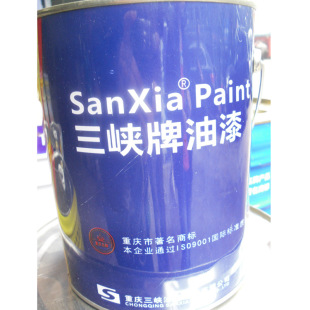 SanXia® Paint
三峡牌油漆
重庆市著名商标
本企业通过ISO9001国际标准质
重庆三峡
CHONGQING